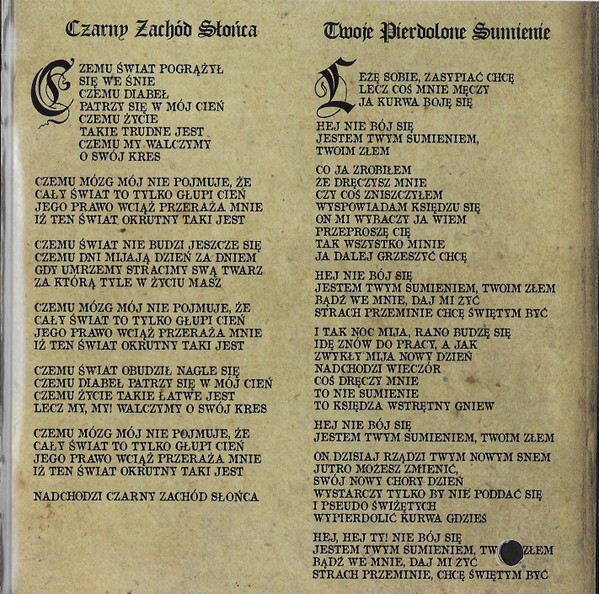 Czarny Zachód Słońca
CZEMU ŚWIAT POGRĄŻYŁ
SIĘ WE ŚNIE
CZEMU DIABEŁ
PATRZY SIĘ W MÓJ CIEŃ
CZEMU ŻYCIE
TAKIE TRUDNE JEST
CZEMU MY WALCZYMY
O SWÓJ KRES
CZEMU MÓZG MÓJ NIE POJMUJE, ŻE
CAŁY ŚWIAT TO TYLKO GŁUPI CIEŃ
JEGO PRAWO WCIĄŻ PRZERAŻA MNIE
IŻ TEN ŚWIAT OKRUTNY TAKI JEST
CZEMU ŚWIAT NIE BUDZI JESZCZE SIĘ
CZEMU DNI MIJAJĄ DZIEŃ ZA DNIEM
GDY UMRZEMY STRACIMY SWĄ TWARZ
ZA KTÓRĄ TYLE W ŻYCIU MASZ
CZEMU MÓZG MÓJ NIE POJMUJE, ŻE
CAŁY ŚWIAT TO TYLKO GŁUPI CIEŃ
JEGO PRAWO WCIĄŻ PRZERAŻA MNIE
IŻ TEN ŚWIAT OKRUTNY TAKI JEST
CZEMU ŚWIAT OBUDZIŁ NAGLE SIĘ
CZEMU DIABEŁ PATRZY SIĘ W MÓJ CIEŃ
CZEMU ŻYCIE TAKIE ŁATWE JEST
LECZ MY, MY! WALCZYMY O SWÓJ KRES
CZEMU MÓZG MÓJ NIE POJMUJE, ŻE
CAŁY ŚWIAT TO TYLKO GŁUPI CIEŃ
JEGO PRAWO WCIĄŻ PRZERAŻA MNIE
IŻ TEN ŚWIAT OKRUTNY TAKI JEST
NADCHODZI CZARNY ZACHÓD SŁOŃCA
Twoje Pierdolone Sumienie
LEŻĘ SOBIE, ZASYPIAĆ CHCĘ
LECZ COŚ MNIE MĘCZY
JA KURWA BOJĘ SIĘ
HEJ NIE BÓJ SIĘ
JESTEM TWYM SUMIENIEM,
TWOIM ZŁEM
CO JA ZROBIŁEM
ŻE DRĘCZYSZ MNIE
CZY COŚ ZNISZCZYŁEM
WYSPOWIADAM KSIĘDZU SIĘ
ON MI WYBACZY JA WIEM
PRZEPROSZĘ CIĘ
TAK WSZYSTKO MINIE
JA DALEJ GRZESZYĆ CHCĘ
HEJ NIE BÓJ SIĘ
JESTEM TWYM SUMIENIEM, TWOIM ZŁEM
BĄDŹ WE MNIE, DAJ MI ŻYĆ
STRACH PRZEMINIE CHCĘ ŚWIĘTYM BYĆ
I TAK NOC MIJA, RANO BUDZĘ SIĘ
IDĘ ZNÓW DO PRACY, A JAK
ZWYKŁY MIJA NOWY DZIEŃ
NADCHODZI WIECZÓR
COŚ DRĘCZY MNIE
TO NIE SUMIENIE
TO KSIĘDZA WSTRĘTNY GNIEW
HEJ NIE BÓJ SIĘ
JESTEM TWYM SUMIENIEM, TWOIM ZŁEM
ON DZISIAJ RZĄDZI TWYM NOWYM SNEM
JUTRO MOŻESZ ZMIENIĆ,
SWÓJ NOWY CHORY DZIEŃ
WYSTARCZY TYLKO BY NIE PODDAĆ SIĘ
I PSEUDO ŚWIĘTYCH
WYPIERDOLIĆ KURWA GDZIEŚ
HEJ, HEJ TY! NIE BÓJ SIĘ
JESTEM TWYM SUMIENIEM, ZŁEM
BĄDŹ WE MNIE, DAJ MI ŻYĆ
STRACH PRZEMINIE, CHCĘ ŚWIĘTYM BYĆ